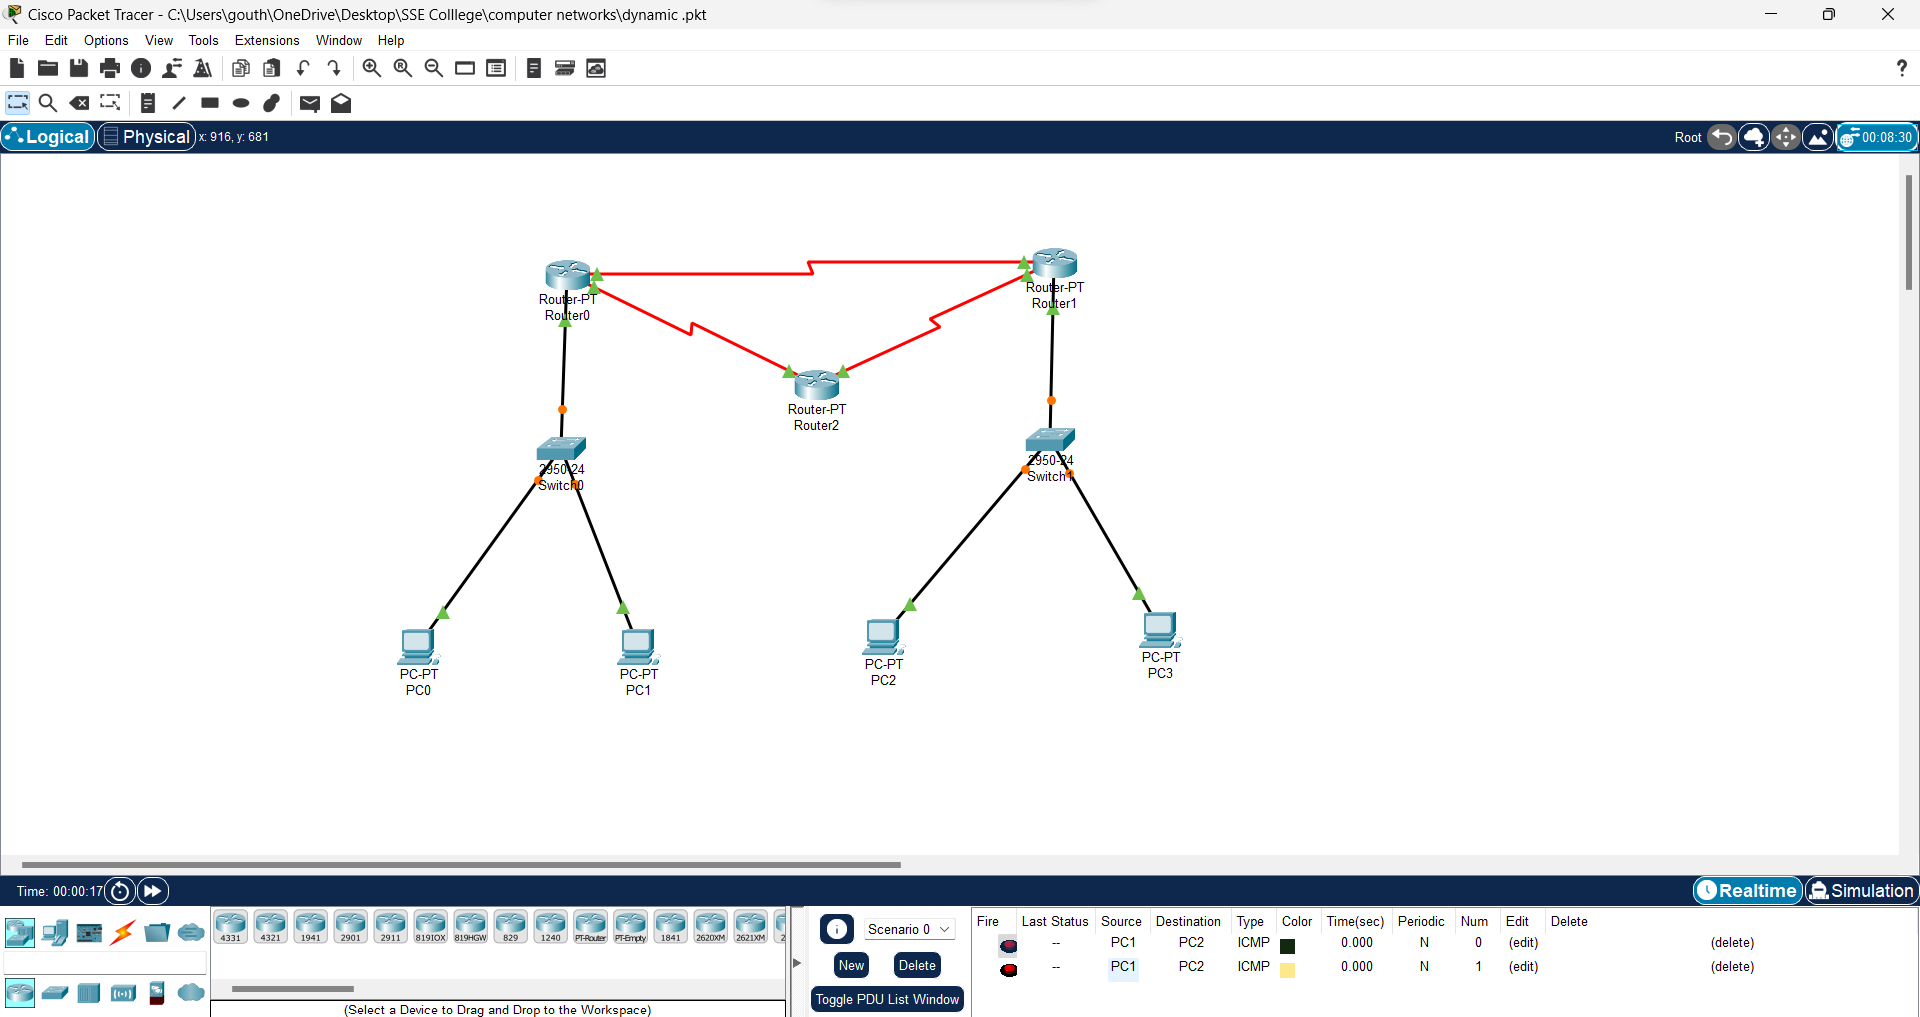 Cisco Packet Tracer - C:\Users\gouth\OneDrive\Desktop\SSE Colllege\computer networks\dynamic .pkt
File Edit Options View Tools Extensions Window Help
?
Logical Physical x: 916, y: 681 Root 00:08:30
Router-PT
Router0
Router-PT
Router1
Router-PT
Router2
2950-24
Switch0
2950-24
Switch1
PC-PT
PC0
PC-PT
PC1
PC-PT
PC2
PC-PT
PC3
Time: 00:00:17 Realtime Simulation
4331 4321 1941 2901 2911 819IOX 819HGW 829 1240 PT-Router PT-Empty 1841 2620XM 2621XM 2
(Select a Device to Drag and Drop to the Workspace)
Scenario 0
New Delete
Toggle PDU List Window
Fire Last Status Source Destination Type Color Time(sec) Periodic Num Edit Delete
-- PC1 PC2 ICMP 0.000 N 0 (edit) (delete)
-- PC1 PC2 ICMP 0.000 N 1 (edit) (delete)